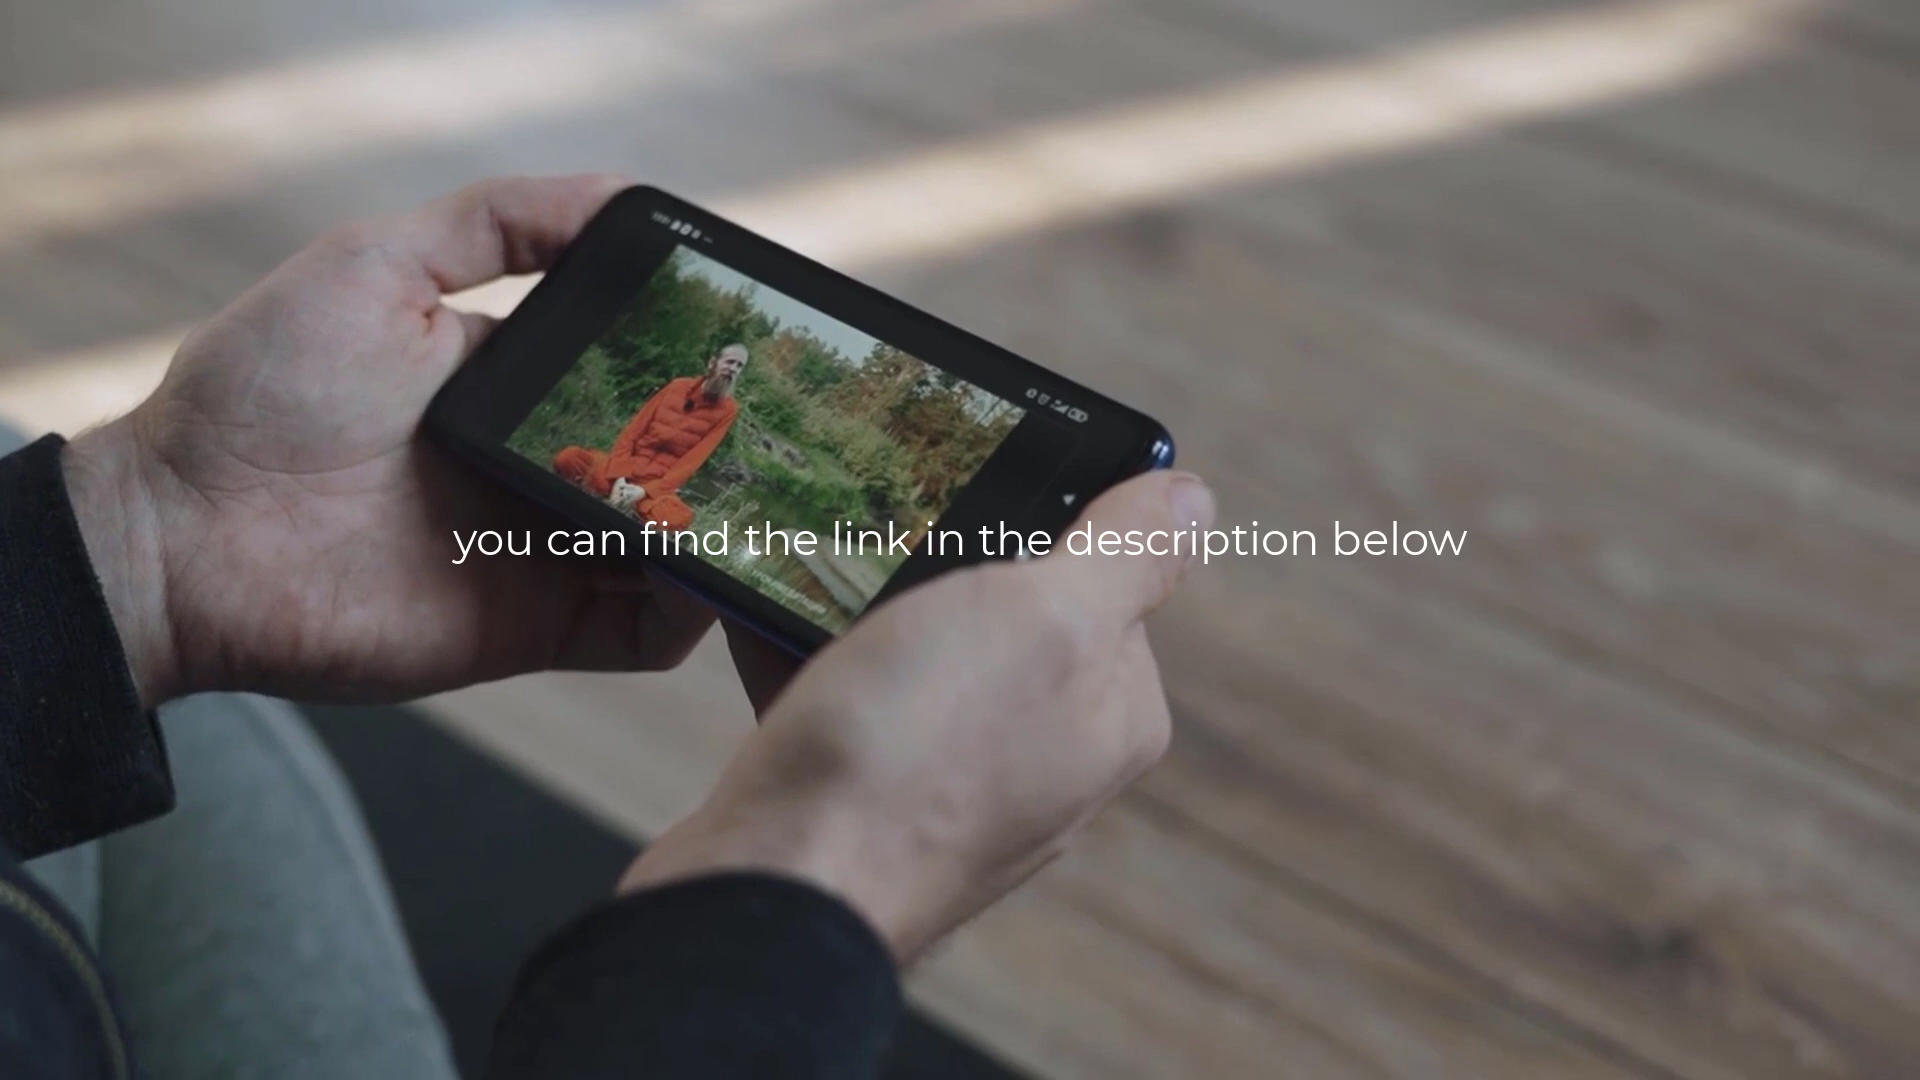 you can find the link in the description below